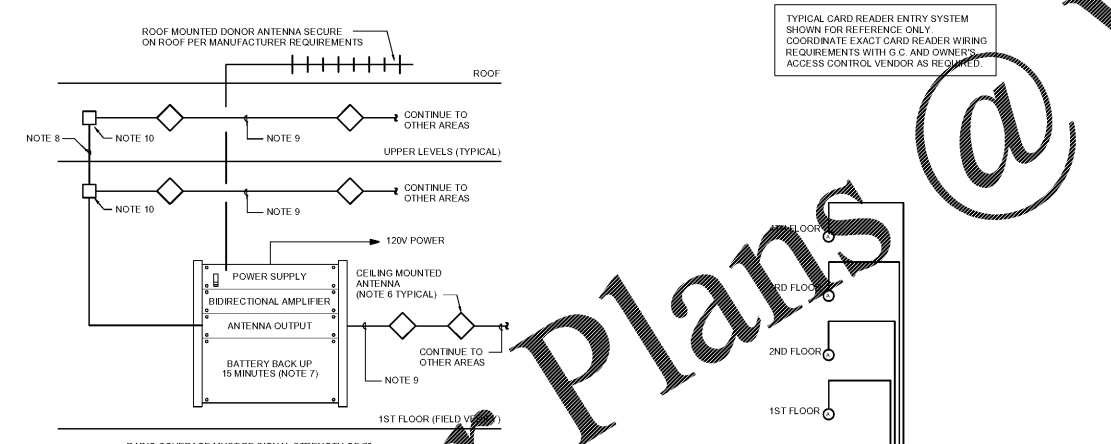 ROOF MOUNTED DONOR ANTENNA SECURE
ON ROOF PER MANUFACTURER REQUIREMENTS
ROOF
CONTINUE TO
OTHER AREAS
NOTE 8
NOTE 10
NOTE 9
UPPER LEVELS (TYPICAL)
CONTINUE TO
OTHER AREAS
NOTE 10
NOTE 9
120V POWER
POWER SUPPLY
BIDIRECTIONAL AMPLIFIER
ANTENNA OUTPUT
BATTERY BACK UP
15 MINUTES (NOTE 7)
CEILING MOUNTED
ANTENNA
(NOTE 6 TYPICAL)
CONTINUE TO
OTHER AREAS
NOTE 9
1ST FLOOR (FIELD VERIFY)
TYPICAL CARD READER ENTRY SYSTEM
SHOWN FOR REFERENCE ONLY.
COORDINATE EXACT CARD READER WIRING
REQUIREMENTS WITH G.C. AND OWNER'S
ACCESS CONTROL VENDOR AS REQUIRED.
FLOOR
RD FLOOR
2ND FLOOR
1ST FLOOR
Plans @